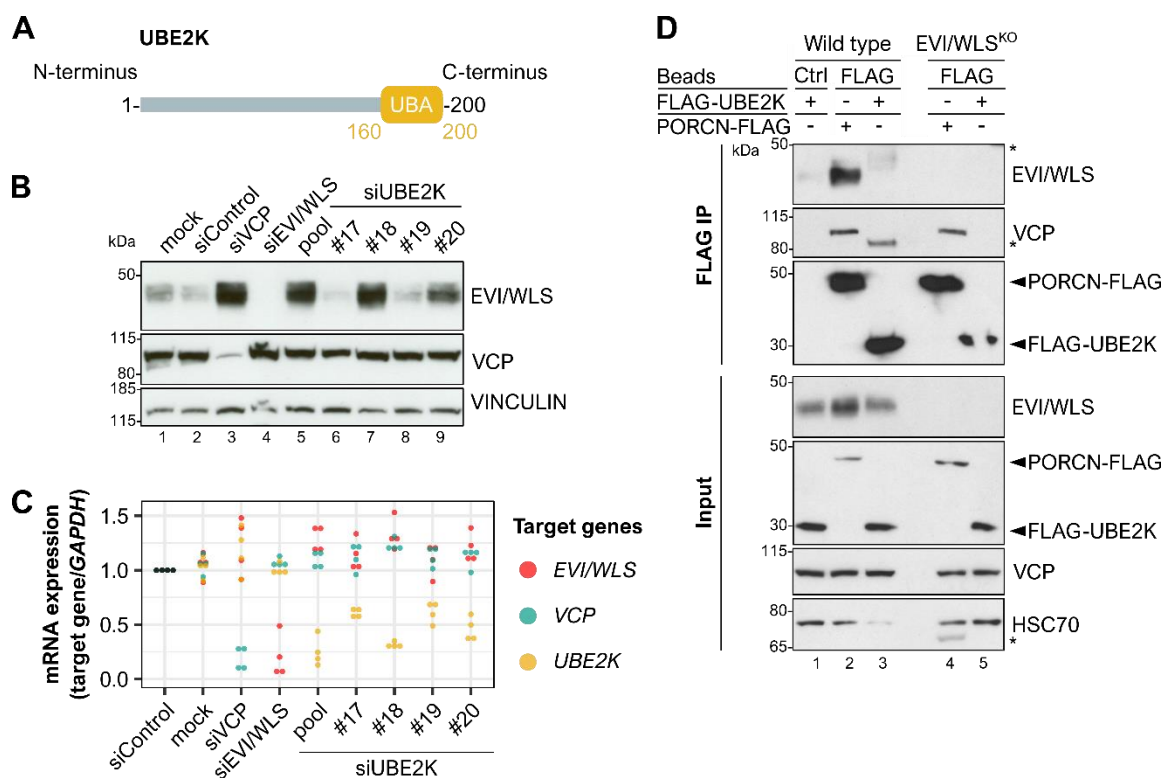 A
UBE2K
N-terminus
C-terminus
1-
UBA
-200
160
200
B
siUBE2K
mock
siControl
siVCP
siEVI/WLS
pool
#17
#18
#19
#20
kDa
50
EVI/WLS
115
VCP
80
185
VINCULIN
115
1 2 3 4 5 6 7 8 9
C
mRNA expression
(target gene/GAPDH)
1.5
1.0
0.5
0.0
siControl
mock
siVCP
siEVI/WLS
pool
#17
#18
#19
#20
siUBE2K
Target genes
EVI/WLS
VCP
UBE2K
D
Wild type EVI/WLSᴷᴼ
Beads Ctrl FLAG FLAG
FLAG-UBE2K + - + - +
PORCN-FLAG - + - + -
kDa
FLAG IP
50 *
EVI/WLS
115
VCP
80 *
50
◄PORCN-FLAG
30 ◄FLAG-UBE2K
Input
50
EVI/WLS
50
◄PORCN-FLAG
30 ◄FLAG-UBE2K
115
VCP
80
HSC70
65 *
1 2 3 4 5